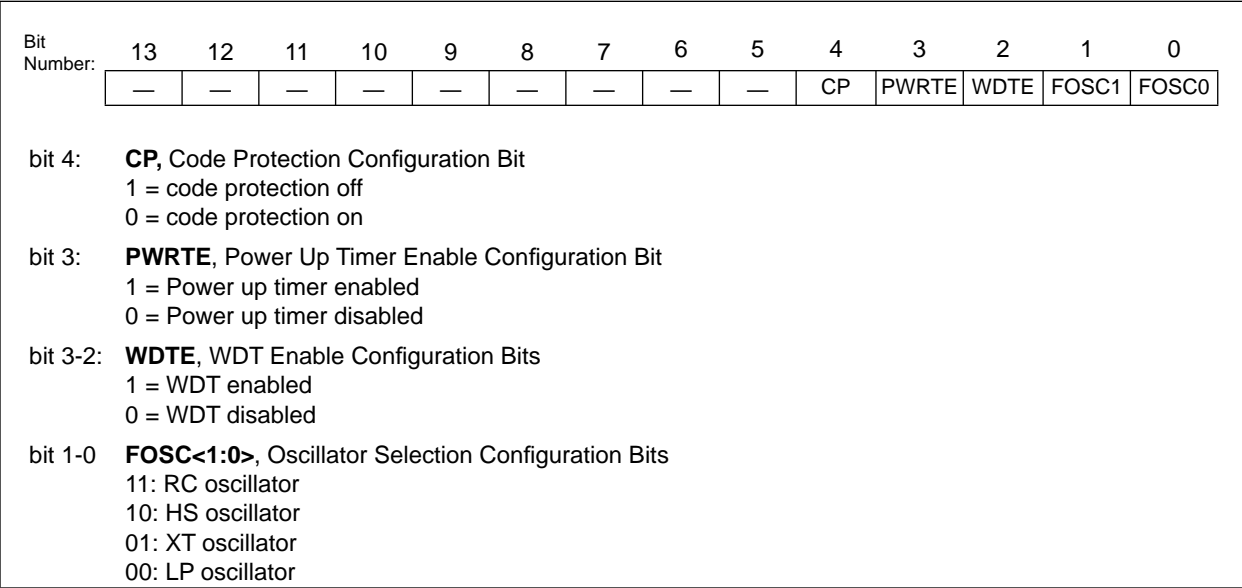 Bit
Number: 13 12 11 10 9 8 7 6 5 4 3 2 1 0
— — — — — — — — — CP PWRTE WDTE FOSC1 FOSC0
bit 4: CP, Code Protection Configuration Bit
1 = code protection off
0 = code protection on
bit 3: PWRTE, Power Up Timer Enable Configuration Bit
1 = Power up timer enabled
0 = Power up timer disabled
bit 3-2: WDTE, WDT Enable Configuration Bits
1 = WDT enabled
0 = WDT disabled
bit 1-0 FOSC<1:0>, Oscillator Selection Configuration Bits
11: RC oscillator
10: HS oscillator
01: XT oscillator
00: LP oscillator